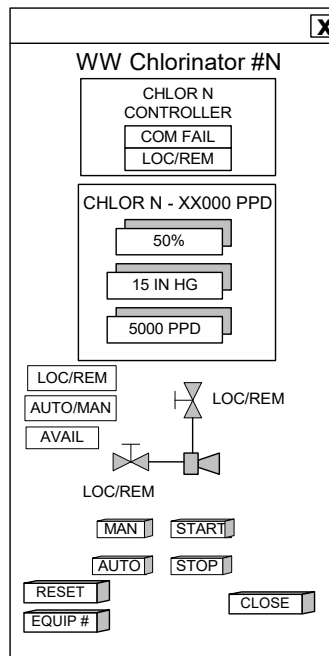 X
WW Chlorinator #N
CHLOR N
CONTROLLER
COM FAIL
LOC/REM
CHLOR N - XX000 PPD
50%
15 IN HG
5000 PPD
LOC/REM
AUTO/MAN
AVAIL
LOC/REM
LOC/REM
MAN
START
AUTO
STOP
RESET
EQUIP #
CLOSE